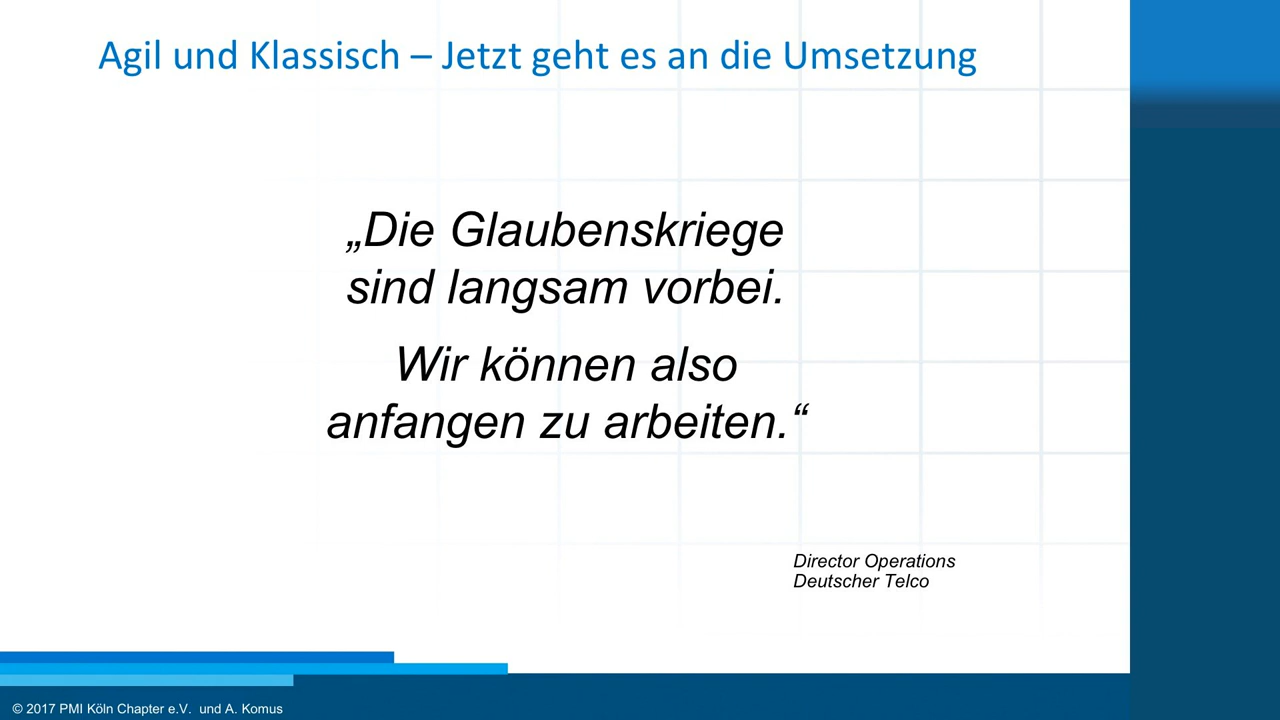 Agil und Klassisch – Jetzt geht es an die Umsetzung
„Die Glaubenskriege
sind langsam vorbei.
Wir können also
anfangen zu arbeiten.“
Director Operations
Deutscher Telco
© 2017 PMI Köln Chapter e.V. und A. Komus